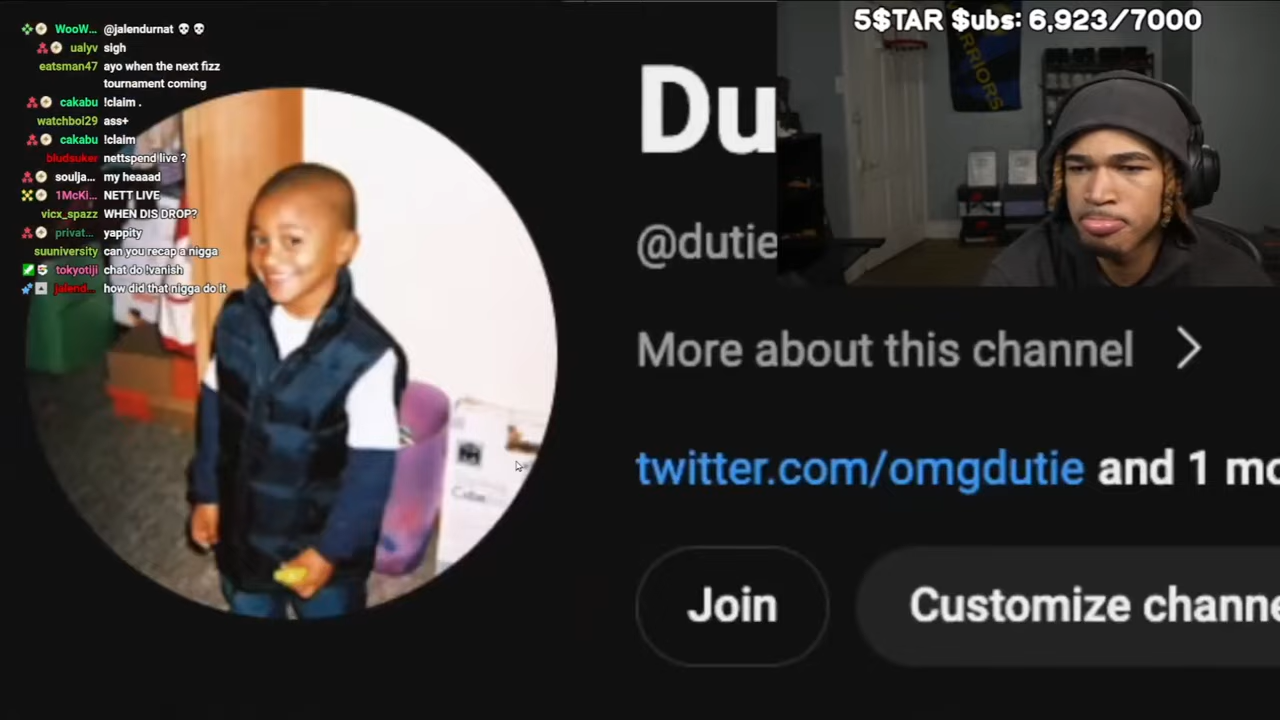 5$TAR $ubs: 6,923/7000
WooW... @jalendurnat 💀 💀
ualyv sigh
eatsman47 ayo when the next fizz
tournament coming
cakabu !claim .
watchboi29 ass+
cakabu !claim
bludsuker nettspend live ?
soulja... my heaaad
1McKi... NETT LIVE
vicx_spazz WHEN DIS DROP?
privat... yappity
suuniversity can you recap a nigga
tokyotiji chat do !vanish
jalend... how did that nigga do it
Du
@dutie
More about this channel
twitter.com/omgdutie and 1 mo
Join
Customize channe